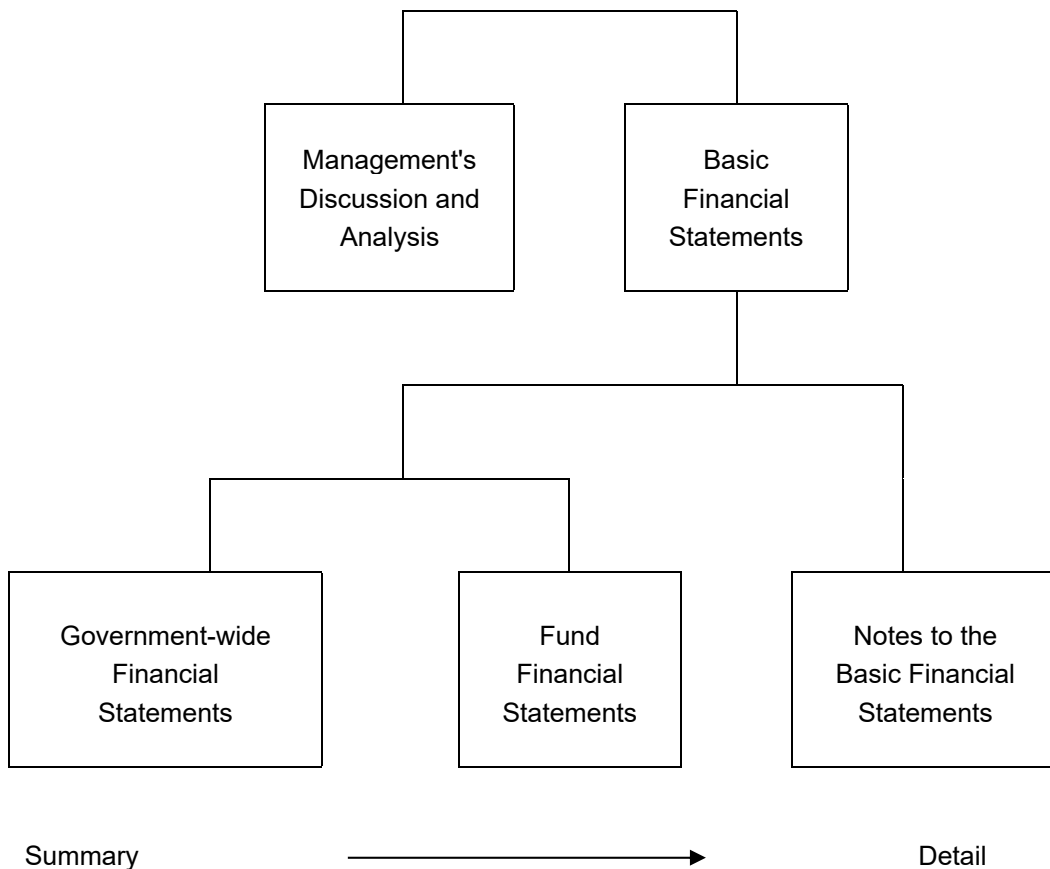 Management's
Discussion and
Analysis
Basic
Financial
Statements
Government-wide
Financial
Statements
Fund
Financial
Statements
Notes to the
Basic Financial
Statements
Summary
Detail